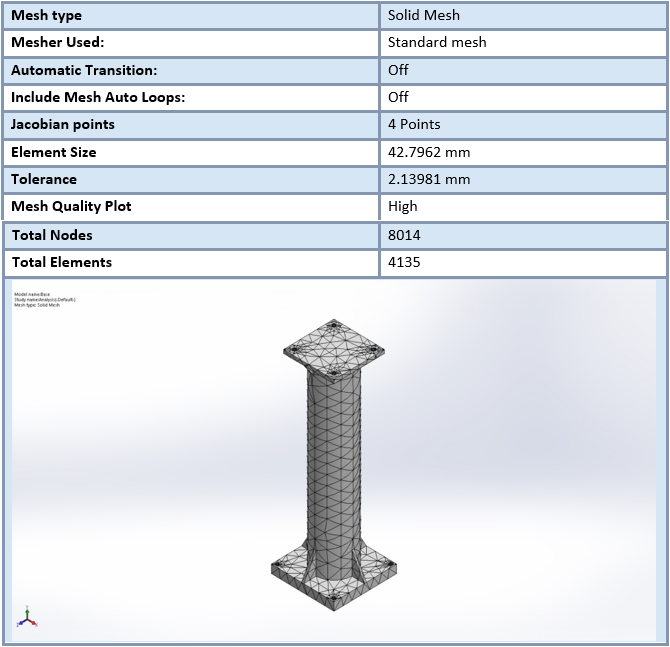 Mesh type Solid Mesh
Mesher Used: Standard mesh
Automatic Transition: Off
Include Mesh Auto Loops: Off
Jacobian points 4 Points
Element Size 42.7962 mm
Tolerance 2.13981 mm
Mesh Quality Plot High
Total Nodes 8014
Total Elements 4135
Model name:Base
Study name:Analysis(-Default-)
Mesh type: Solid Mesh